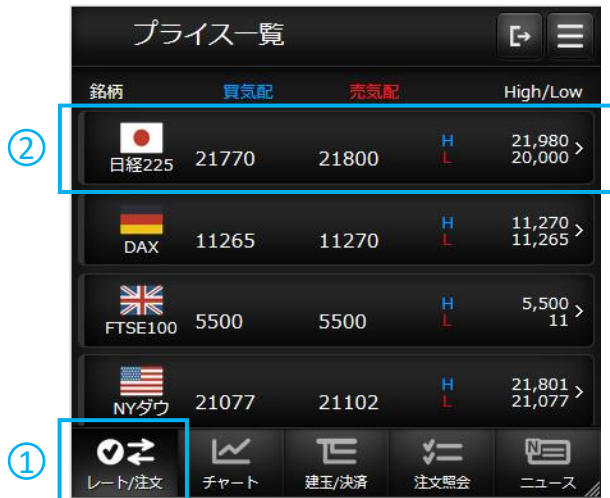 プライス一覧
銘柄 買気配 売気配 High/Low
② 日経225 21770 21800 H 21,980
L 20,000
DAX 11265 11270 H 11,270
L 11,265
FTSE100 5500 5500 H 5,500
L 11
NYダウ 21077 21102 H 21,801
L 21,077
① レート/注文 チャート 建玉/決済 注文照会 N ニュース